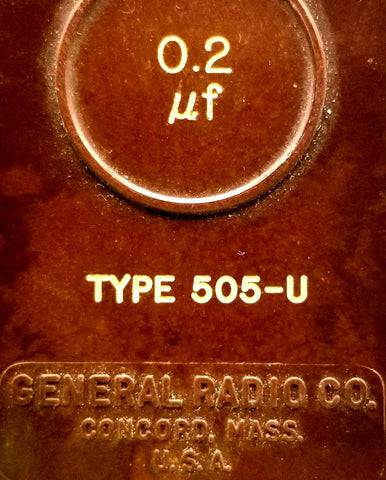 0.2
µf
TYPE 505-U
GENERAL RADIO CO.
CONCORD, MASS.
U.S.A.